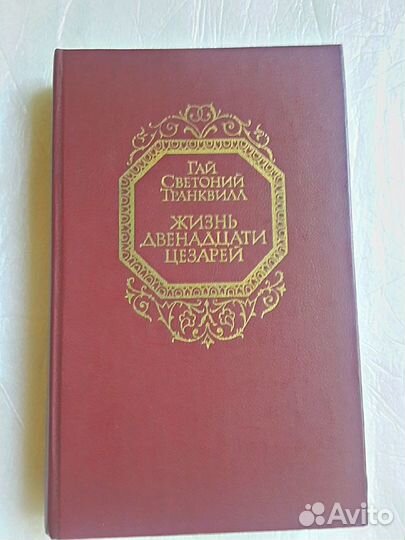 Гай
Светоний
Транквилл
Жизнь
двенадцати
цезарей
Avito